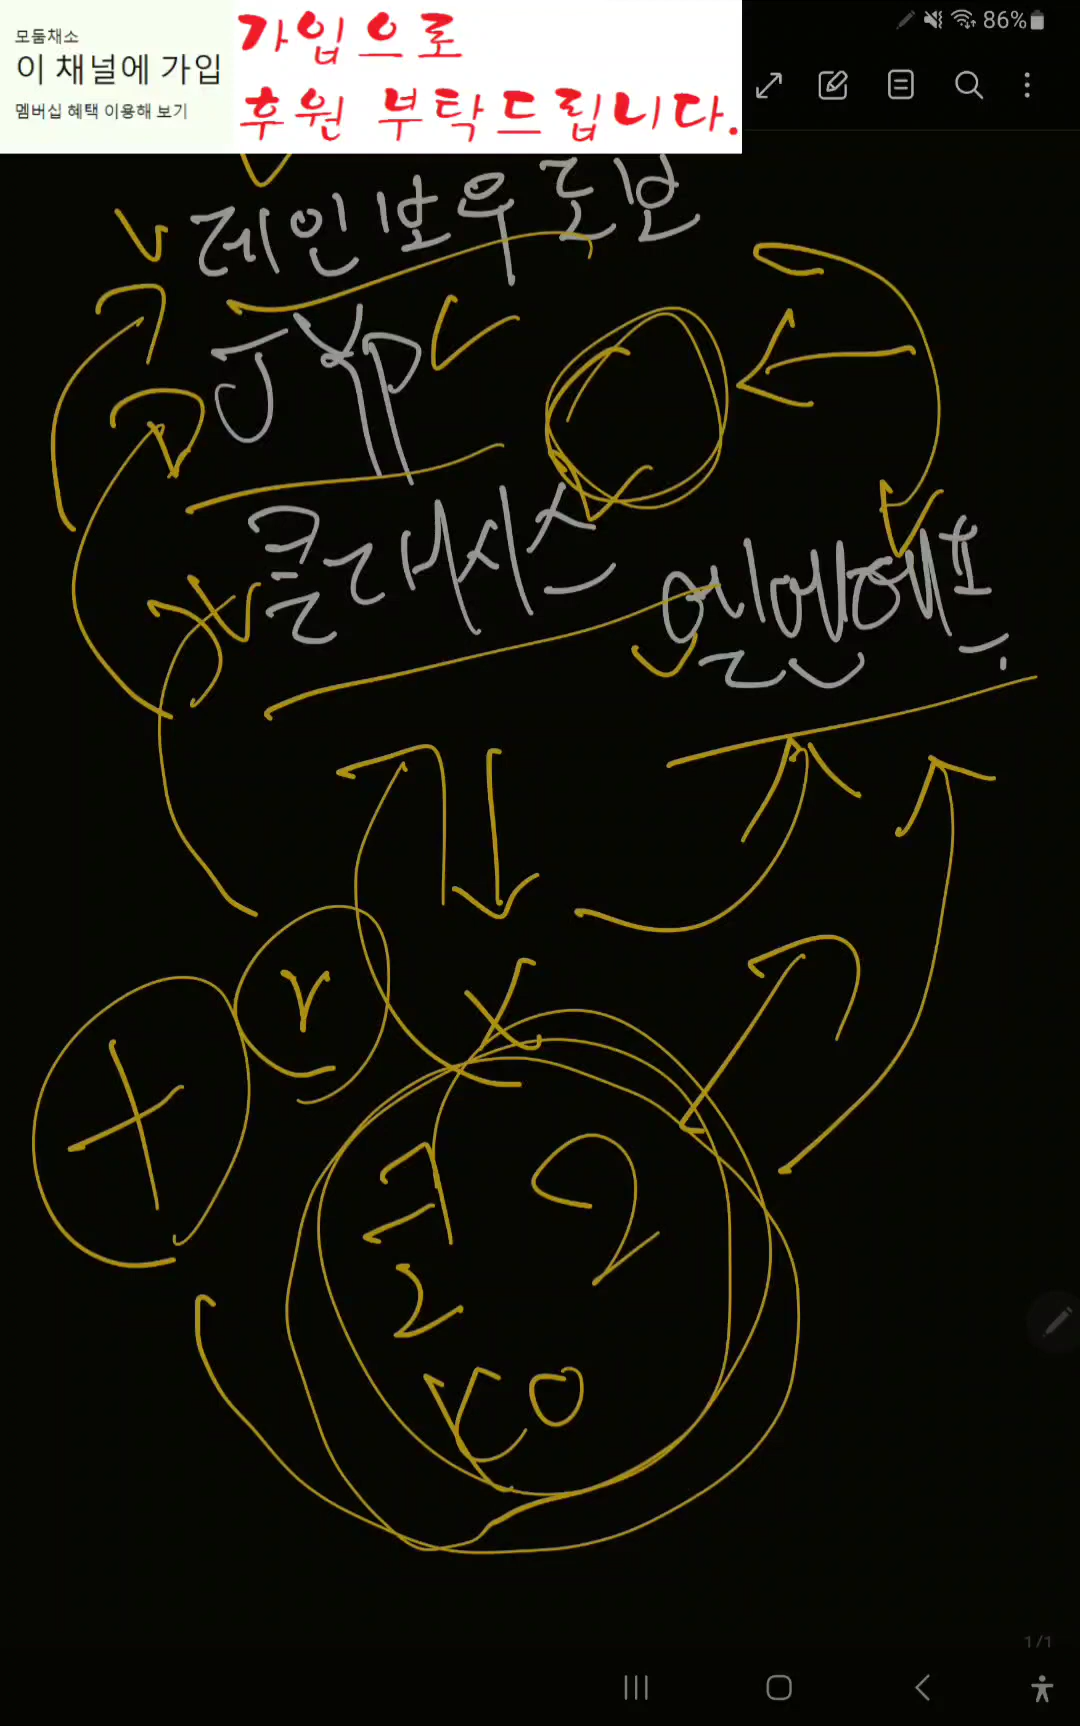 모둠채소
이 채널에 가입
멤버십 혜택 이용해 보기
가입으로
후원 부탁드립니다.
86%
레인보우로보
JYP
클래시스
엘앤에프
r
2
1/1